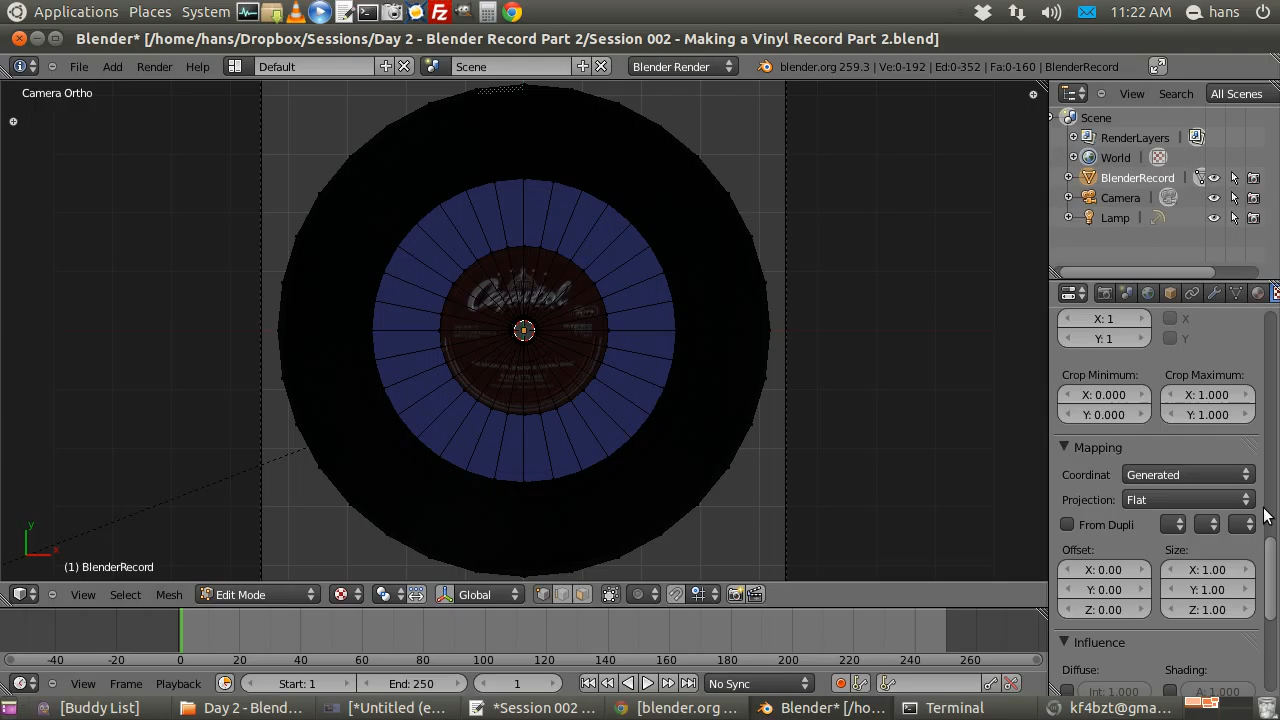 Applications Places System 11:22 AM hans
Blender* [/home/hans/Dropbox/Sessions/Day 2 - Blender Record Part 2/Session 002 - Making a Vinyl Record Part 2.blend]
File Add Render Help Default Scene Blender Render blender.org 259.3 | Ve:0-192 | Ed:0-352 | Fa:0-160 | BlenderRecord
View Search All Scenes
Camera Ortho
Scene
RenderLayers |
World |
BlenderRecord |
Camera |
Lamp |
X: 1 X
Y: 1 Y
Crop Minimum: Crop Maximum:
X: 0.000 X: 1.000
Y: 0.000 Y: 1.000
Mapping
Coordinat Generated
Projection: Flat
From Dupli
Offset: Size:
X: 0.00 X: 1.00
Y: 0.00 Y: 1.00
Z: 0.00 Z: 1.00
Influence
Diffuse: Shading:
Int: 1.000 A: 1.000
Capitol
y
x
(1) BlenderRecord
View Select Mesh Edit Mode Global
-40 -20 0 20 40 60 80 100 120 140 160 180 200 220 240 260
View Frame Playback Start: 1 End: 250 1 No Sync
[Buddy List] Day 2 - Blend... [*Untitled (e... *Session 002 ... [blender.org ... Blender* [/ho... Terminal kf4bzt@gma...